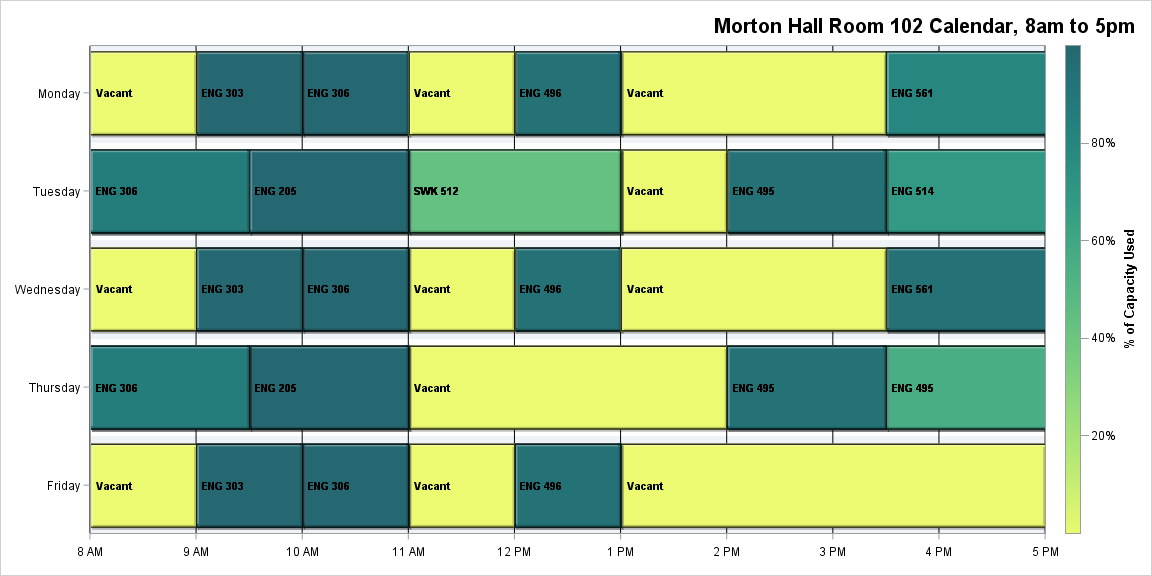 Morton Hall Room 102 Calendar, 8am to 5pm
Monday
Vacant
ENG 303
ENG 306
Vacant
ENG 496
Vacant
ENG 561
Tuesday
ENG 306
ENG 205
SWK 512
Vacant
ENG 495
ENG 514
Wednesday
Vacant
ENG 303
ENG 306
Vacant
ENG 496
Vacant
ENG 561
Thursday
ENG 306
ENG 205
Vacant
ENG 495
ENG 495
Friday
Vacant
ENG 303
ENG 306
Vacant
ENG 496
Vacant
8 AM
9 AM
10 AM
11 AM
12 PM
1 PM
2 PM
3 PM
4 PM
5 PM
80%
60%
40%
20%
% of Capacity Used